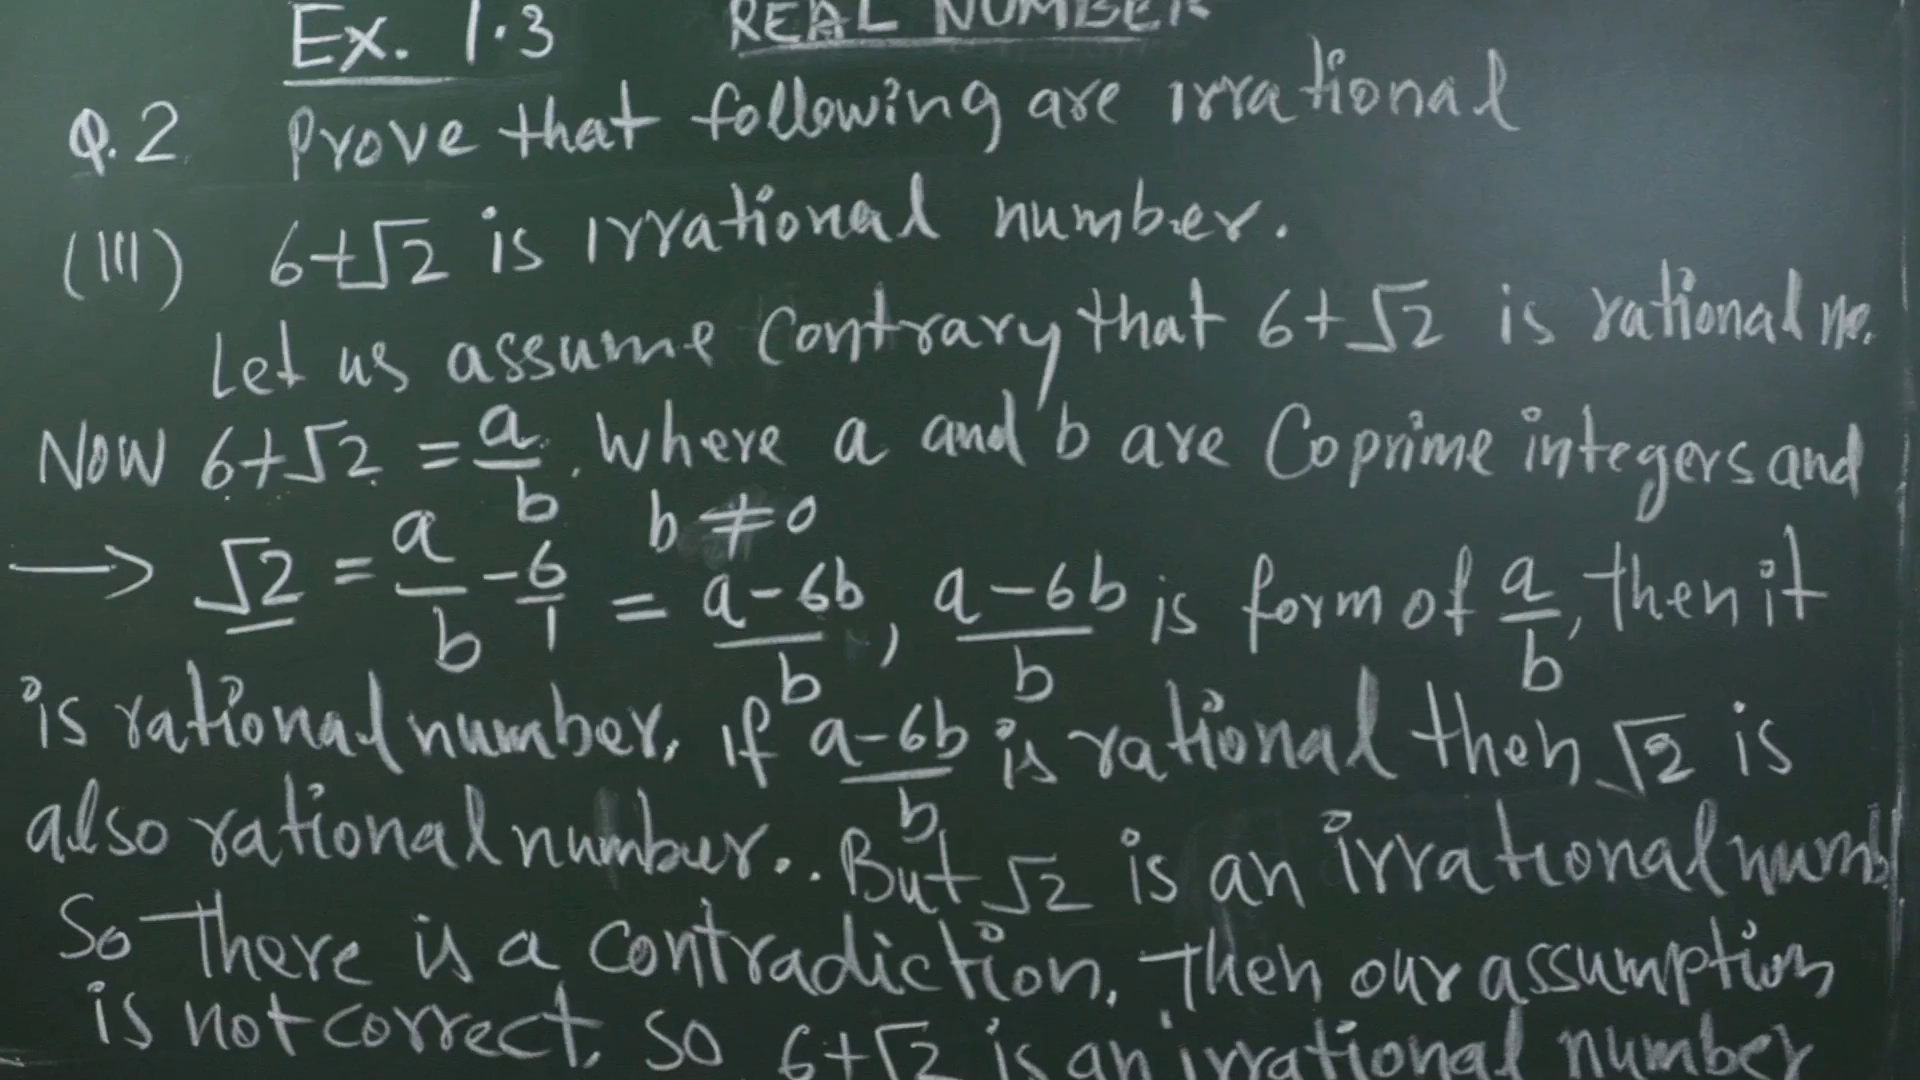 Ex. 1.3 REAL NUMBER
Q.2 Prove that following are irrational
(III) 6+√2 is irrational number.
Let us assume contrary that 6+√2 is rational no.
Now 6+√2 = a/b, where a and b are Coprime integers and
b ≠ 0
→ √2 = a/b - 6/1 = a-6b/b, a-6b/b is form of a/b, then it
is rational number, if a-6b/b is rational then √2 is
also rational number.. But √2 is an irrational numb
So there is a contradiction. Then our assumption
is not correct, so 6+√2 is an irrational number